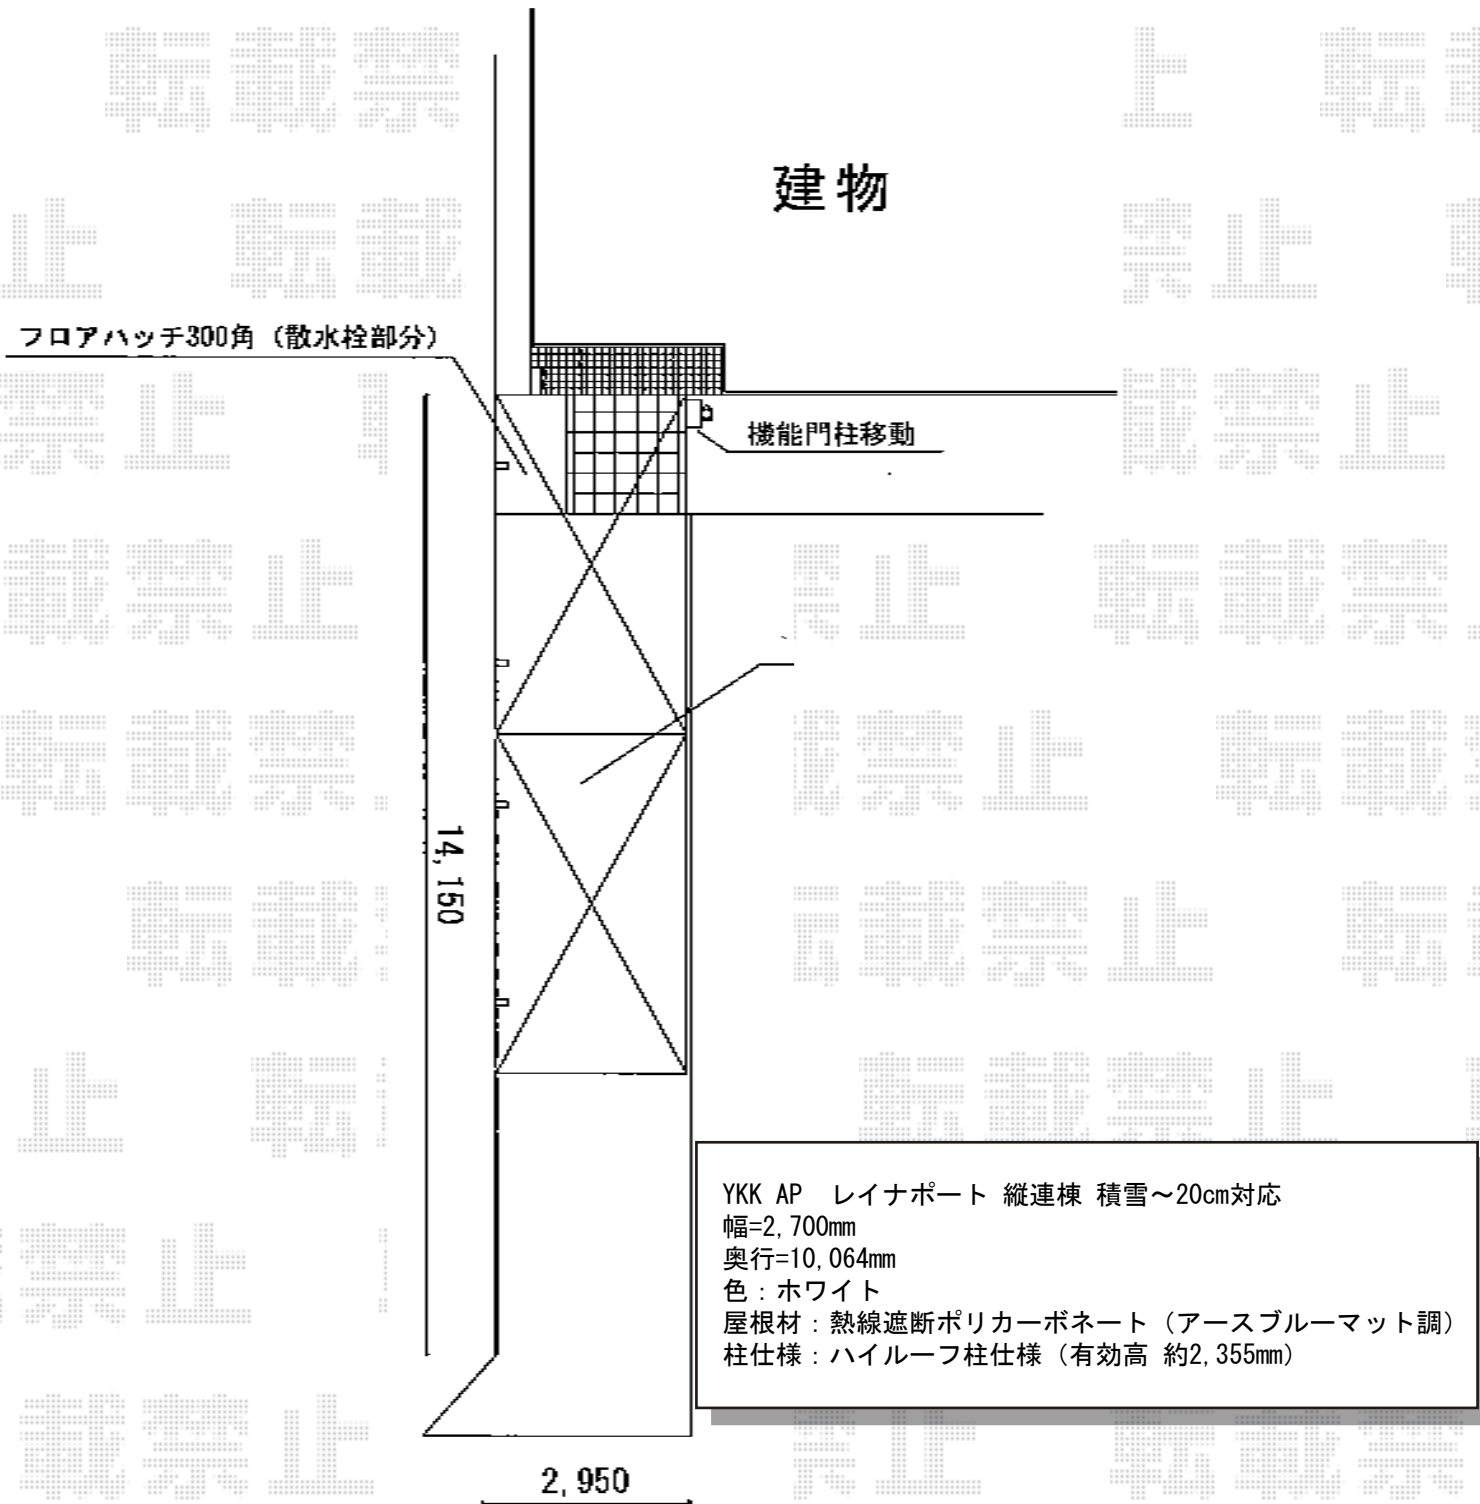 建物
フロアハッチ300角（散水栓部分）
機能門柱移動
14,150
YKK AP　レイナポート 縦連棟 積雪～20cm対応
幅=2,700mm
奥行=10,064mm
色：ホワイト
屋根材：熱線遮断ポリカーボネート（アースブルーマット調）
柱仕様：ハイルーフ柱仕様（有効高 約2,355mm）
2,950
転載禁止